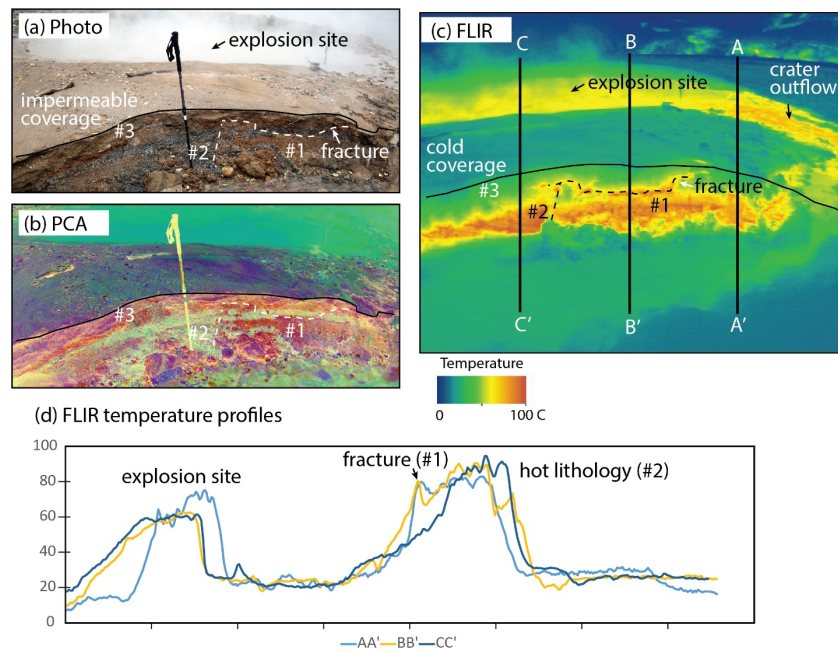 (a) Photo
explosion site
impermeable
coverage
#3
#2
#1
fracture
(b) PCA
#3
#2
#1
(c) FLIR
C
B
A
explosion site
crater
outflow
cold
coverage
#3
fracture
#2
#1
C'
B'
A'
Temperature
0
100 C
(d) FLIR temperature profiles
100
80
60
40
20
0
explosion site
fracture (#1)
hot lithology (#2)
AA' BB' CC'